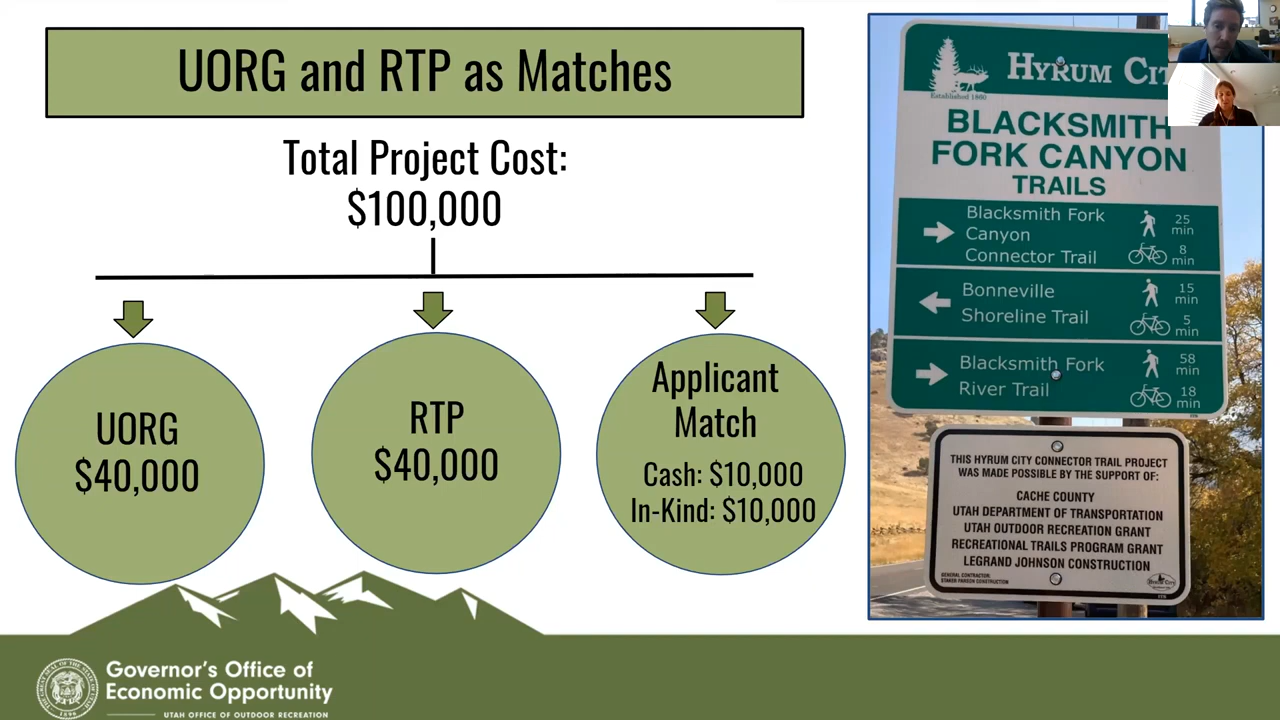 UORG and RTP as Matches
Total Project Cost:
$100,000
UORG
$40,000
RTP
$40,000
Applicant
Match
Cash: $10,000
In-Kind: $10,000
HYRUM CIT
Established 1860
BLACKSMITH
FORK CANYON
TRAILS
Blacksmith Fork
Canyon
Connector Trail
25
min
8
min
Bonneville
Shoreline Trail
15
min
5
min
Blacksmith Fork
River Trail
58
min
18
min
THIS HYRUM CITY CONNECTOR TRAIL PROJECT
WAS MADE POSSIBLE BY THE SUPPORT OF:
CACHE COUNTY
UTAH DEPARTMENT OF TRANSPORTATION
UTAH OUTDOOR RECREATION GRANT
RECREATIONAL TRAILS PROGRAM GRANT
LEGRAND JOHNSON CONSTRUCTION
GENERAL CONTRACTOR:
STAKER PARSON CONSTRUCTION
Governor's Office of
Economic Opportunity
UTAH OFFICE OF OUTDOOR RECREATION